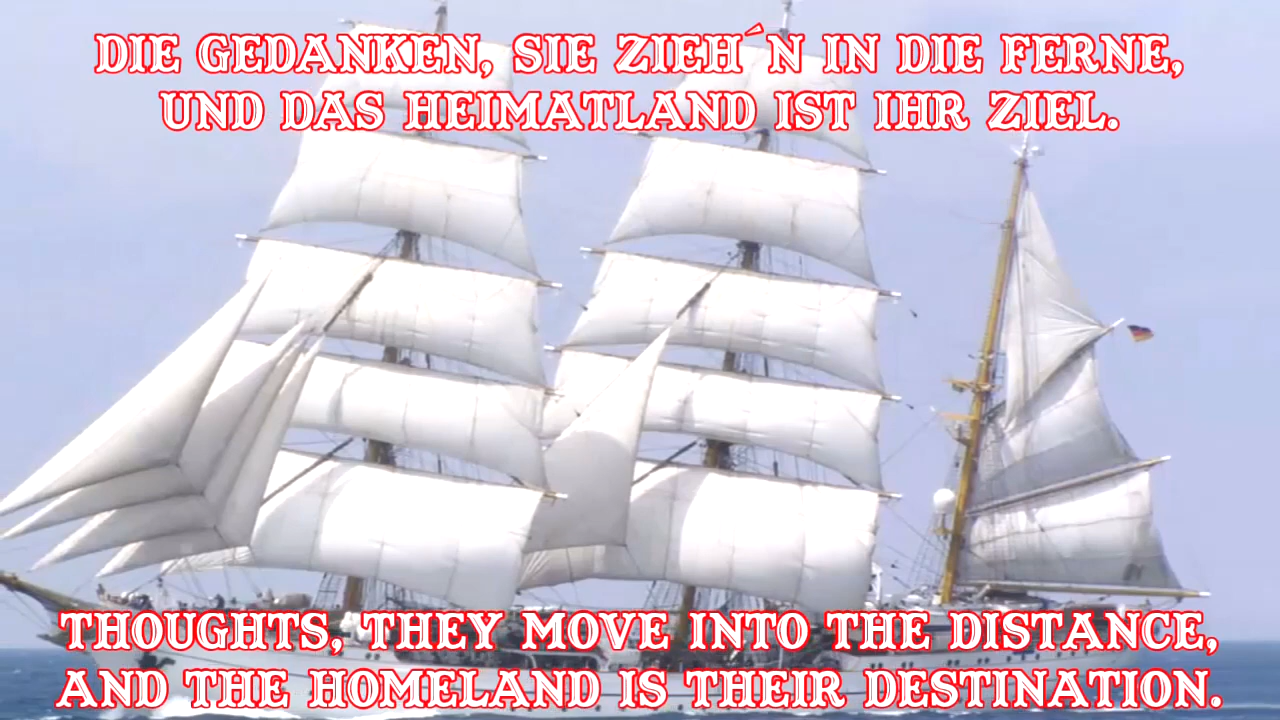 DIE GEDANKEN, SIE ZIEH´N IN DIE FERNE,
UND DAS HEIMATLAND IST IHR ZIEL.
THOUGHTS, THEY MOVE INTO THE DISTANCE,
AND THE HOMELAND IS THEIR DESTINATION.